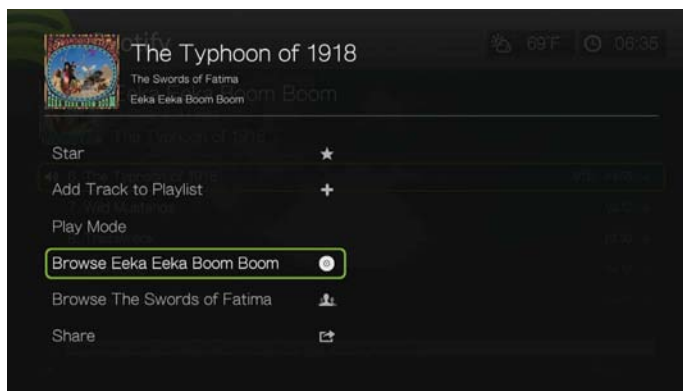 The Typhoon of 1918
69°F
06:35
The Swords of Fatima
Eeka Eeka Boom Boom
Star
Add Track to Playlist
Play Mode
Browse Eeka Eeka Boom Boom
Browse The Swords of Fatima
Share